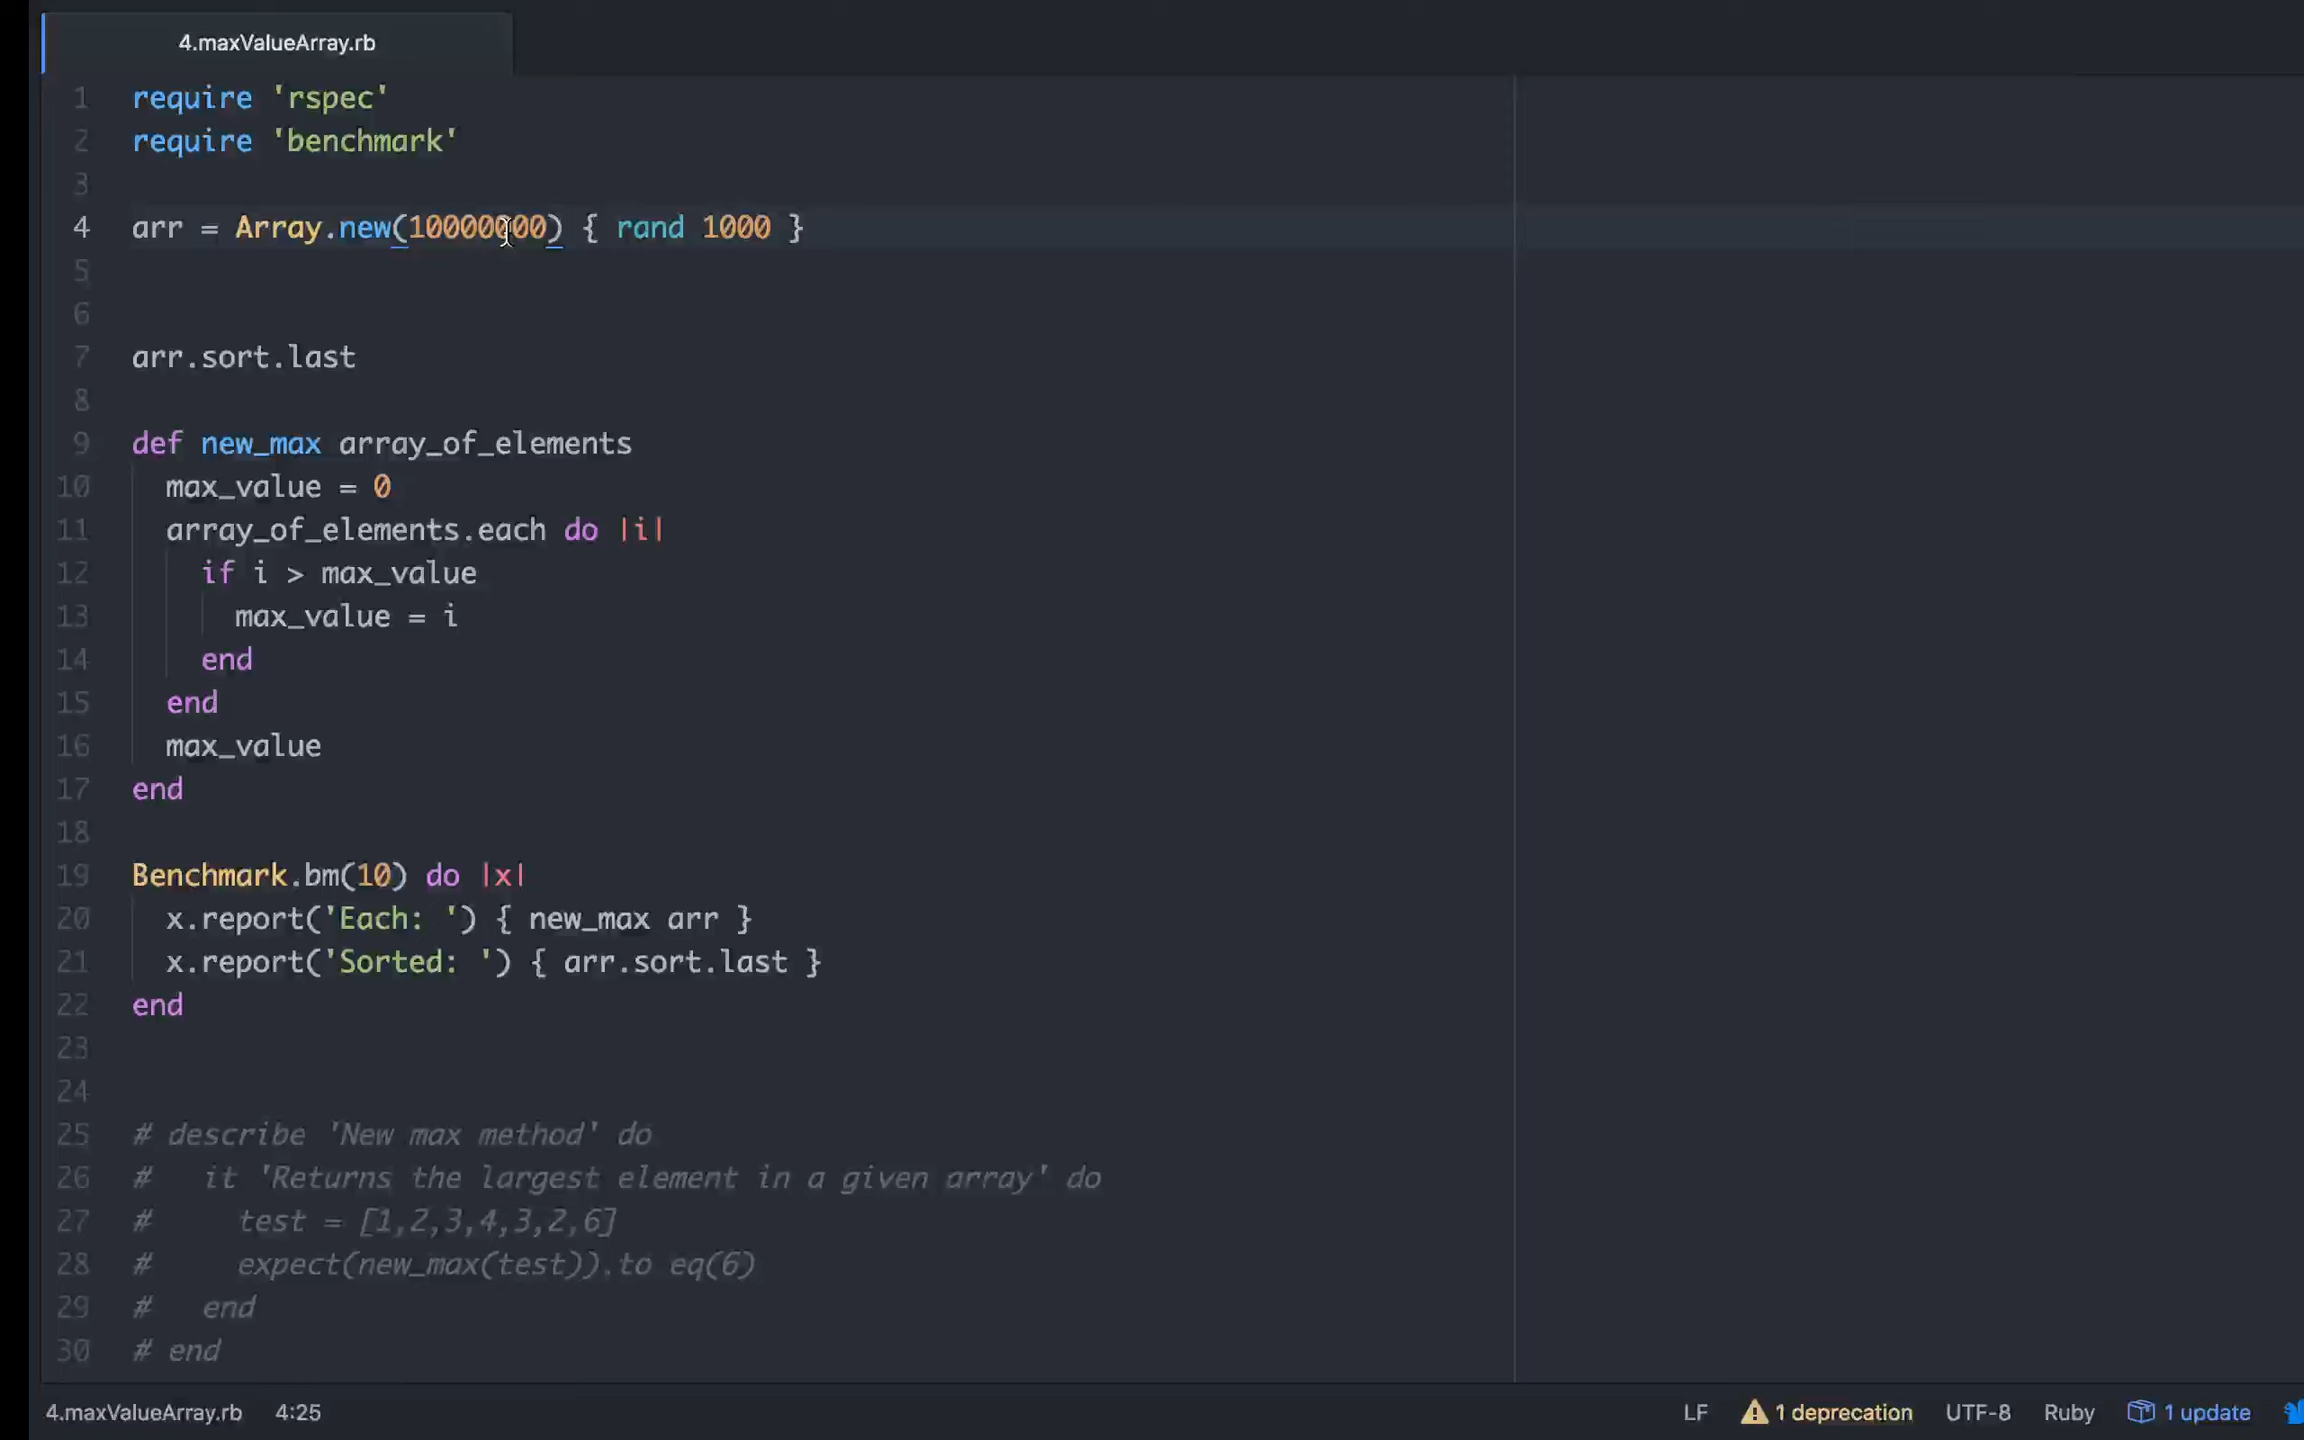 4.maxValueArray.rb
1 require 'rspec'
2 require 'benchmark'
3
4 arr = Array.new(10000000) { rand 1000 }
5
6
7 arr.sort.last
8
9 def new_max array_of_elements
10   max_value = 0
11   array_of_elements.each do |i|
12     if i > max_value
13       max_value = i
14     end
15   end
16   max_value
17 end
18
19 Benchmark.bm(10) do |x|
20   x.report('Each: ') { new_max arr }
21   x.report('Sorted: ') { arr.sort.last }
22 end
23
24
25 # describe 'New max method' do
26 #   it 'Returns the largest element in a given array' do
27 #     test = [1,2,3,4,3,2,6]
28 #     expect(new_max(test)).to eq(6)
29 #   end
30 # end
4.maxValueArray.rb 4:25 LF 1 deprecation UTF-8 Ruby 1 update